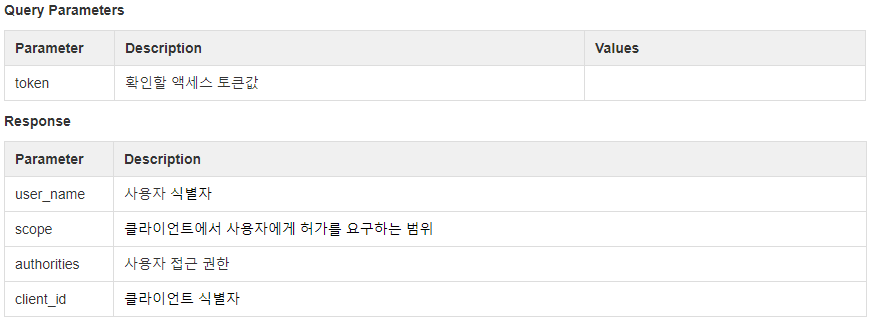 Query Parameters
Parameter Description Values
token 확인할 액세스 토큰값
Response
Parameter Description
user_name 사용자 식별자
scope 클라이언트에서 사용자에게 허가를 요구하는 범위
authorities 사용자 접근 권한
client_id 클라이언트 식별자